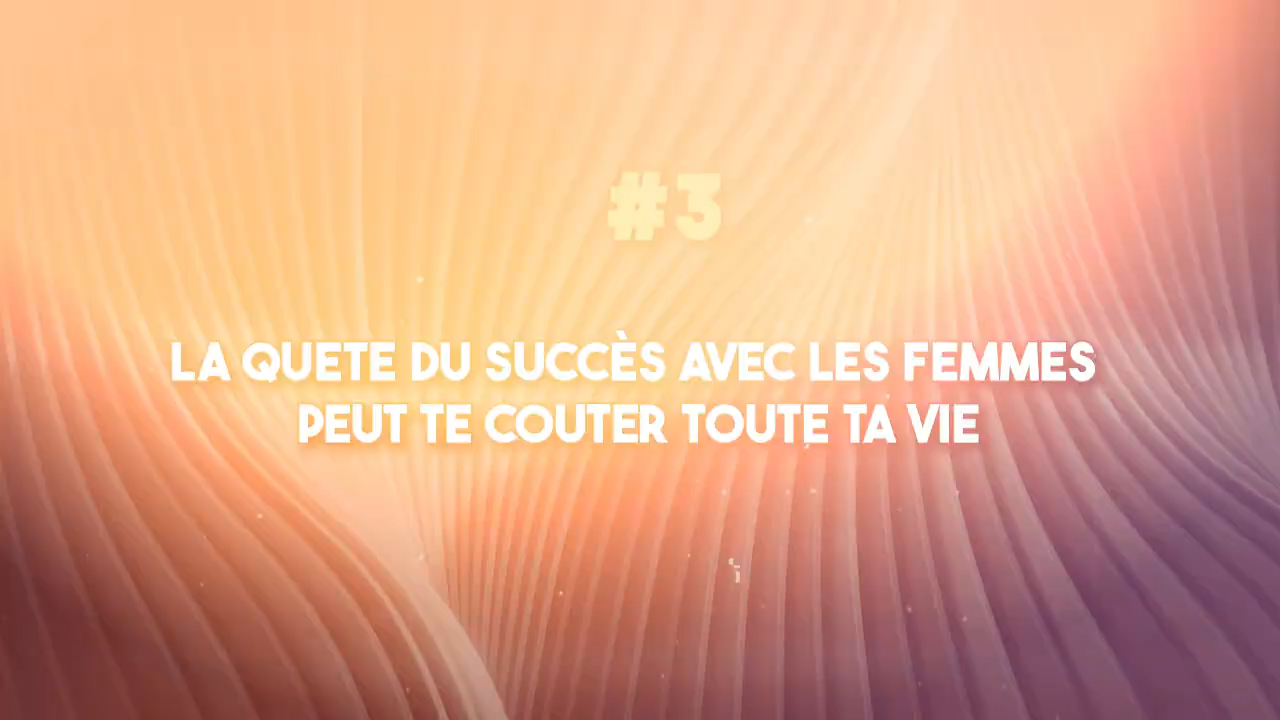 #3
LA QUETE DU SUCCÈS AVEC LES FEMMES
PEUT TE COUTER TOUTE TA VIE